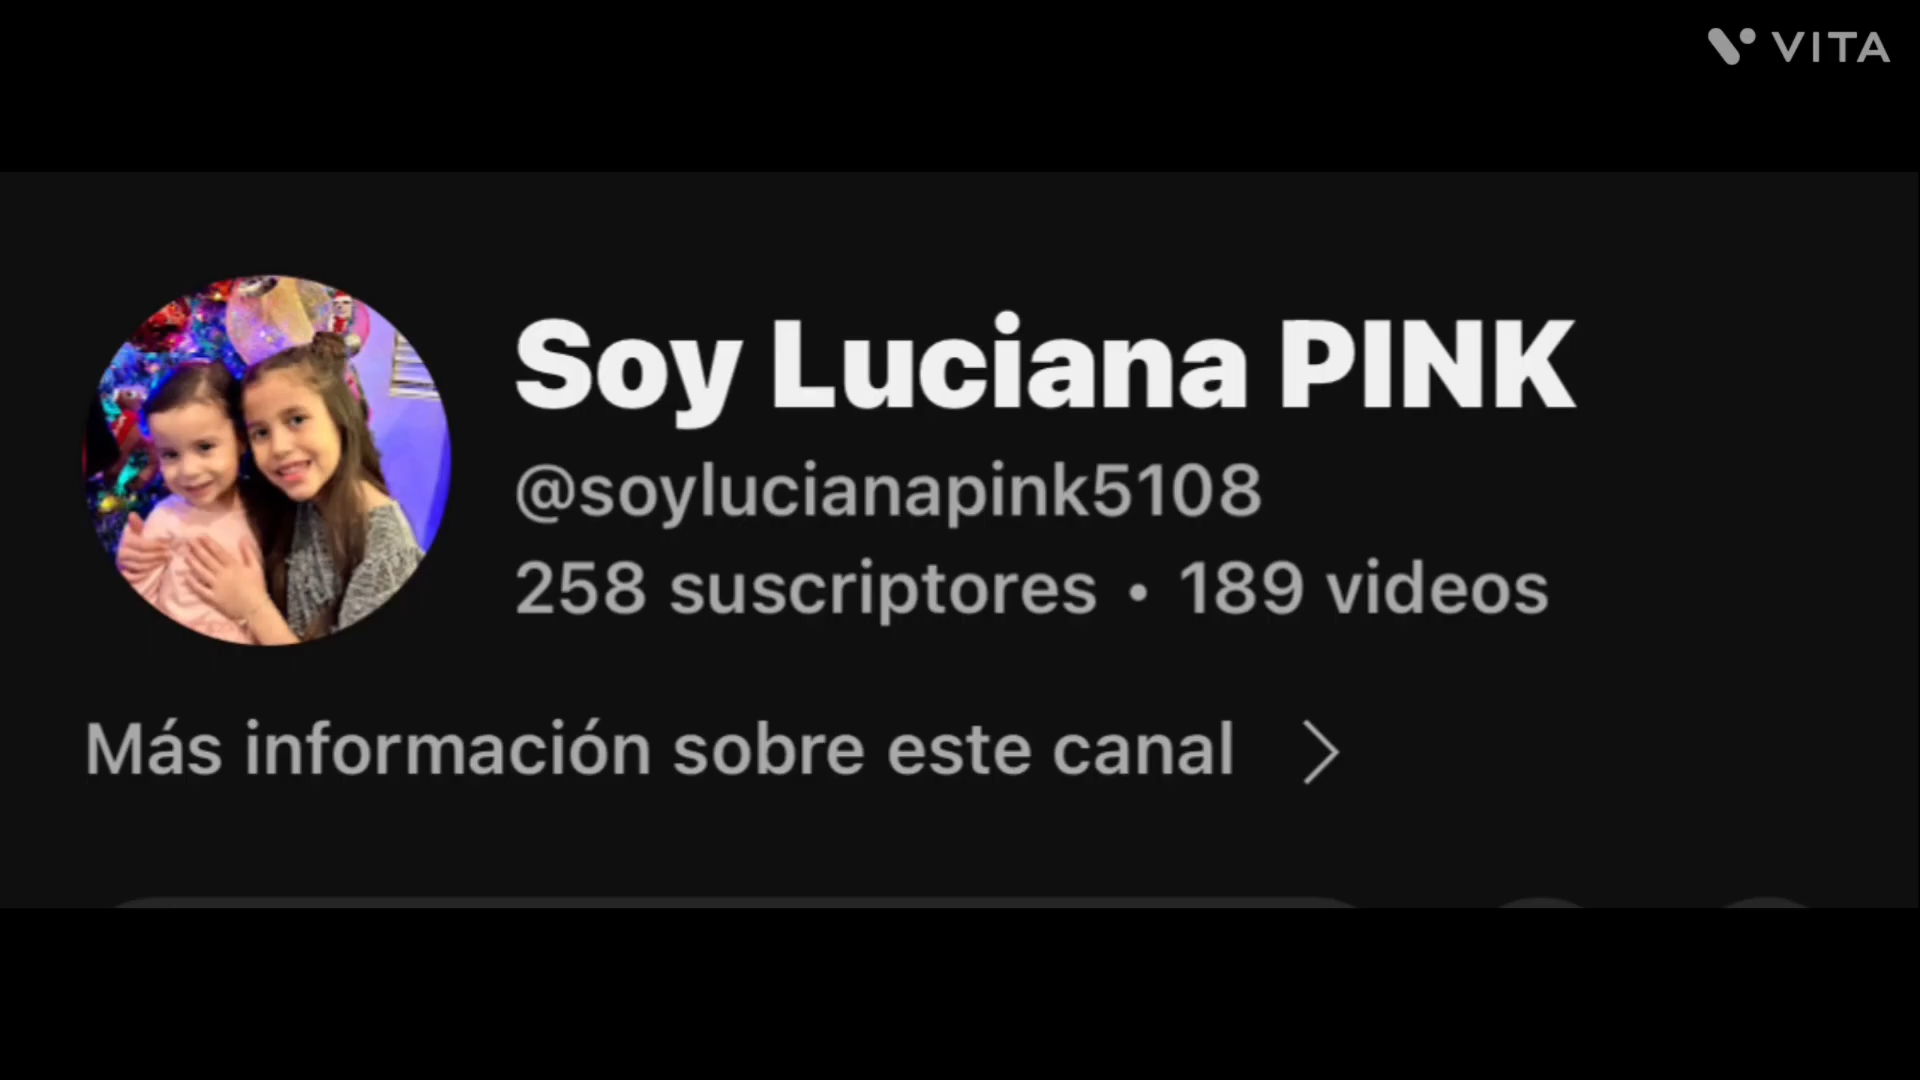 VITA
Soy Luciana PINK
@soylucianapink5108
258 suscriptores • 189 videos
Más información sobre este canal